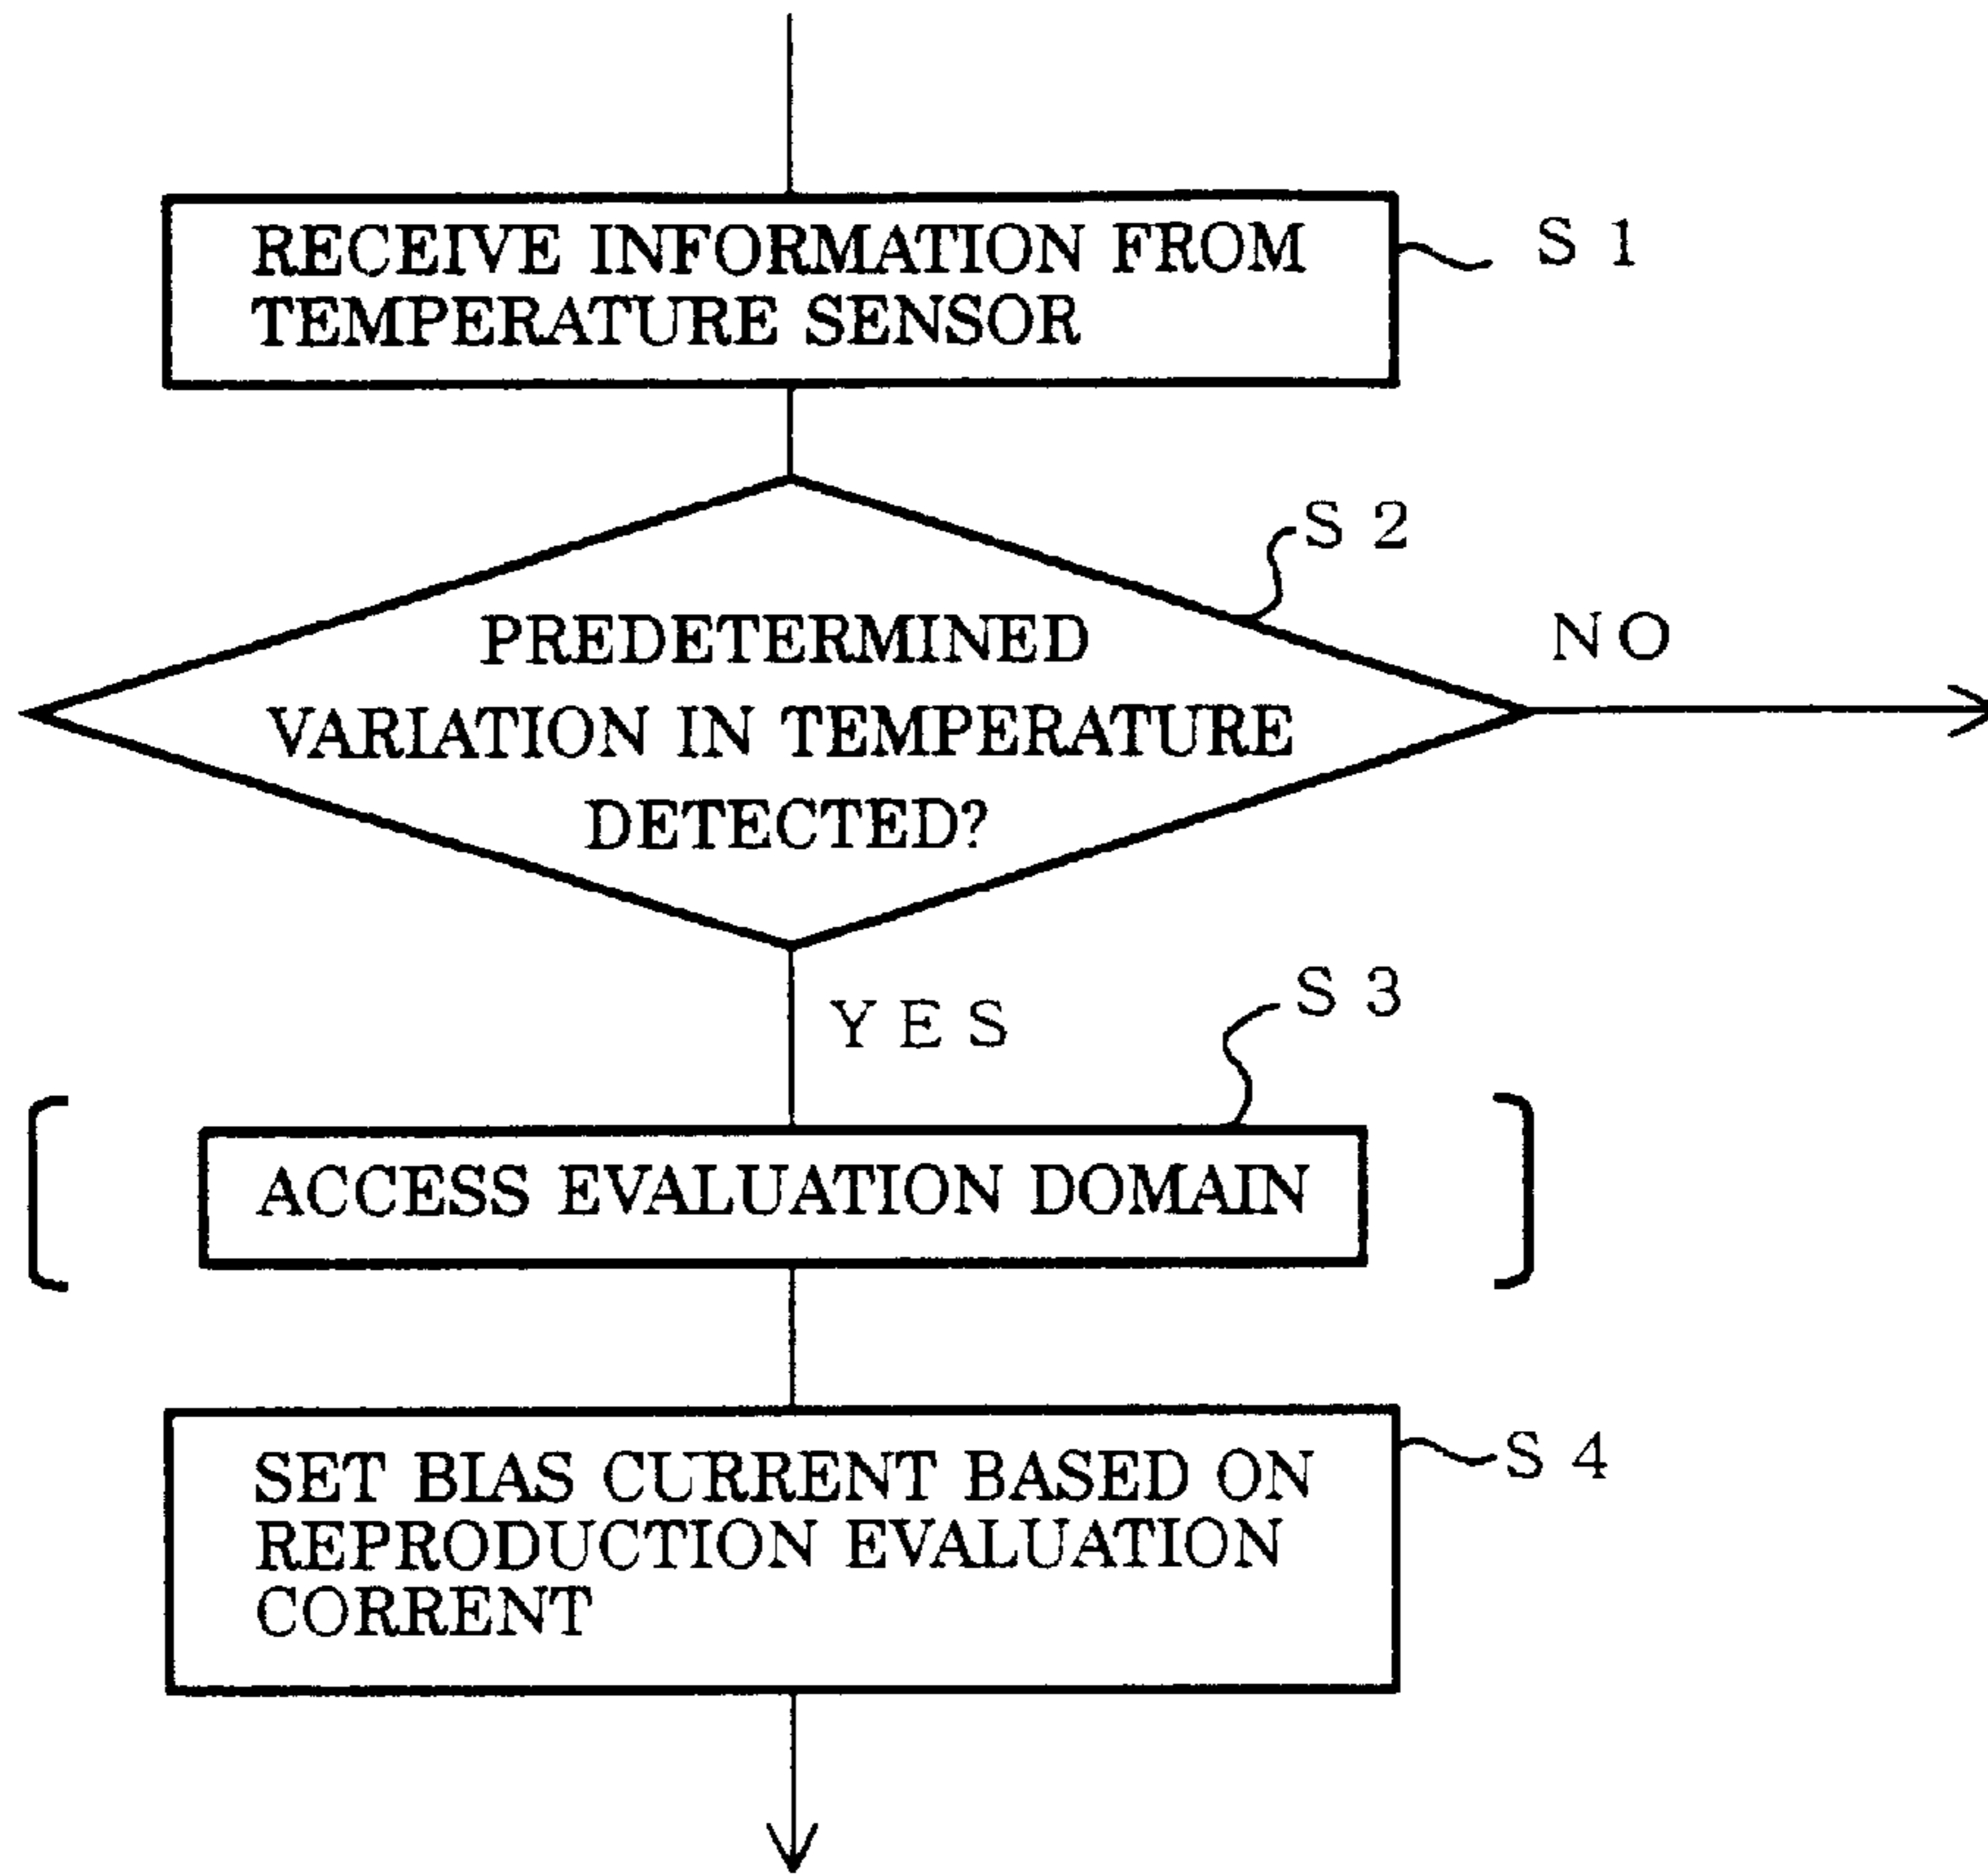 RECEIVE INFORMATION FROM
TEMPERATURE SENSOR
S 1
S 2
PREDETERMINED
VARIATION IN TEMPERATURE
DETECTED?
NO
YES
S 3
ACCESS EVALUATION DOMAIN
SET BIAS CURRENT BASED ON
REPRODUCTION EVALUATION
CORRENT
S 4